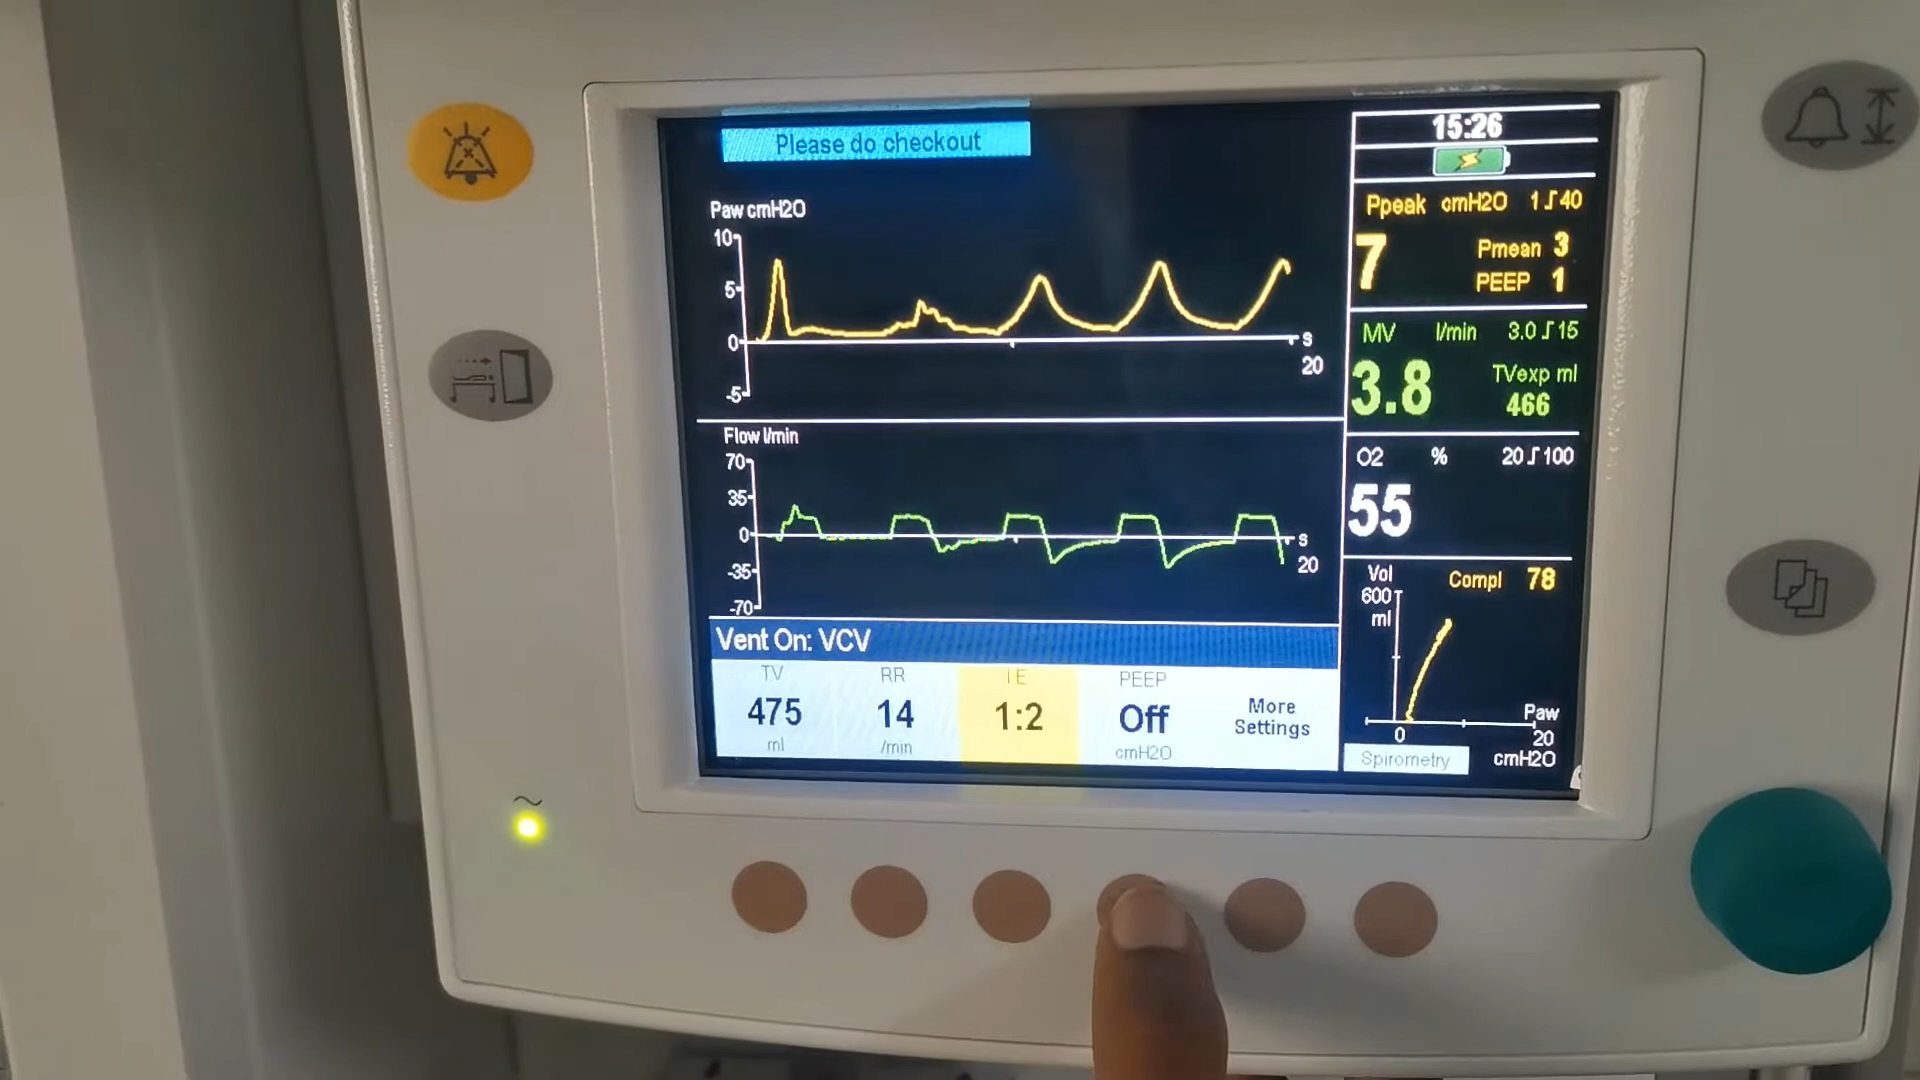 Please do checkout
Paw cmH2O
10
5
0
-5
s
20
Flow l/min
70
35
0
-35
-70
s
20
Vent On: VCV
TV
475
ml
RR
14
/min
I:E
1:2
PEEP
Off
cmH2O
More
Settings
15:26
Ppeak cmH2O 1 40
7
Pmean 3
PEEP 1
MV l/min 3.0 15
3.8
TVexp ml
466
O2 % 20 100
55
Vol
600
ml
Compl 78
0
Paw
20
cmH2O
Spirometry